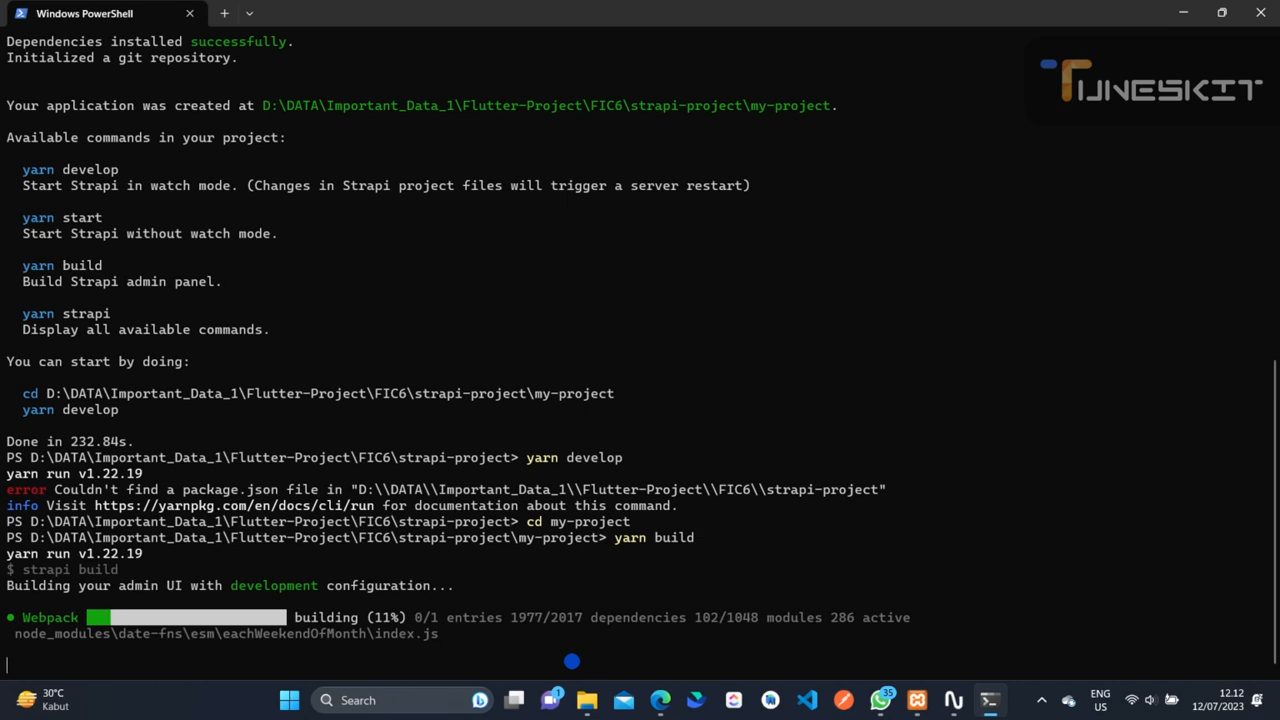 Windows PowerShell
Dependencies installed successfully.
Initialized a git repository.
TUNESKIT
Your application was created at D:\DATA\Important_Data_1\Flutter-Project\FIC6\strapi-project\my-project.
Available commands in your project:
yarn develop
Start Strapi in watch mode. (Changes in Strapi project files will trigger a server restart)
yarn start
Start Strapi without watch mode.
yarn build
Build Strapi admin panel.
yarn strapi
Display all available commands.
You can start by doing:
cd D:\DATA\Important_Data_1\Flutter-Project\FIC6\strapi-project\my-project
yarn develop
Done in 232.84s.
PS D:\DATA\Important_Data_1\Flutter-Project\FIC6\strapi-project> yarn develop
yarn run v1.22.19
error Couldn't find a package.json file in "D:\\DATA\\Important_Data_1\\Flutter-Project\\FIC6\\strapi-project"
info Visit https://yarnpkg.com/en/docs/cli/run for documentation about this command.
PS D:\DATA\Important_Data_1\Flutter-Project\FIC6\strapi-project> cd my-project
PS D:\DATA\Important_Data_1\Flutter-Project\FIC6\strapi-project\my-project> yarn build
yarn run v1.22.19
$ strapi build
Building your admin UI with development configuration...
● Webpack building (11%) 0/1 entries 1977/2017 dependencies 102/1048 modules 286 active
node_modules\date-fns\esm\eachWeekendOfMonth\index.js
30°C
Kabut
Search
1
35
ENG
US
12.12
12/07/2023